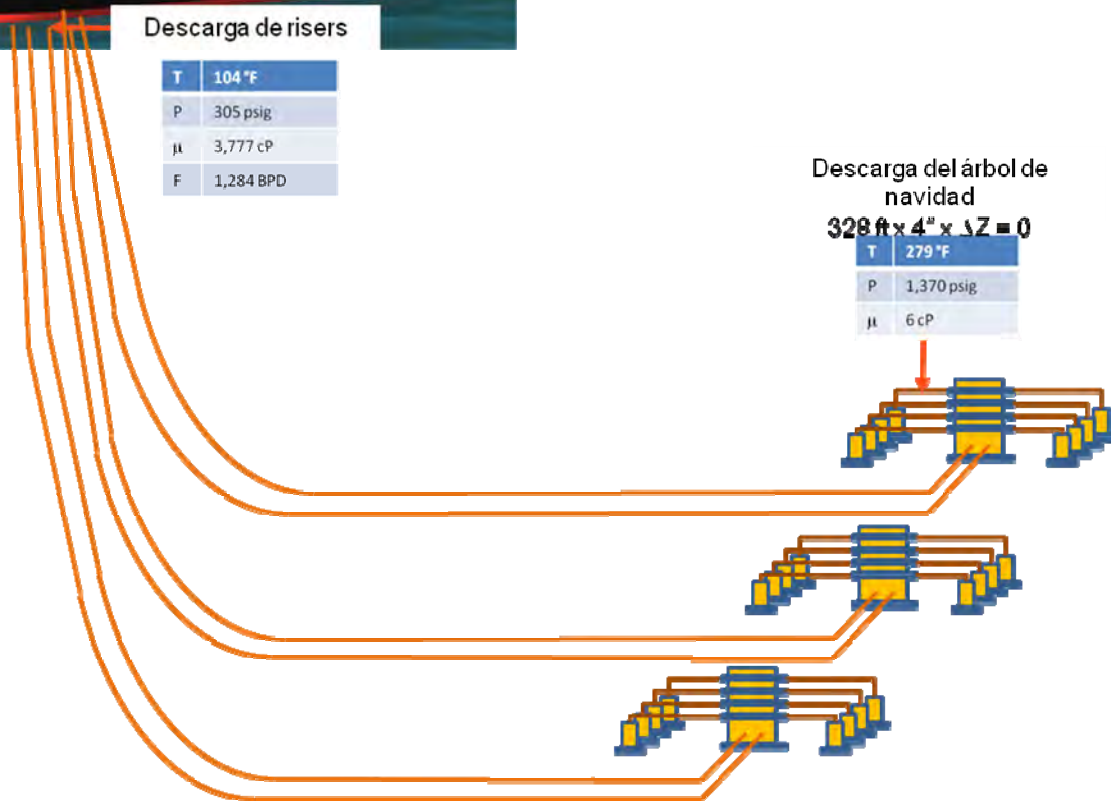 Descarga de risers
T 104 °F
P 305 psig
μ 3,777 cP
F 1,284 BPD
Descarga del árbol de
navidad
328 ft x 4" x ΔZ = 0
T 279 °F
P 1,370 psig
μ 6 cP